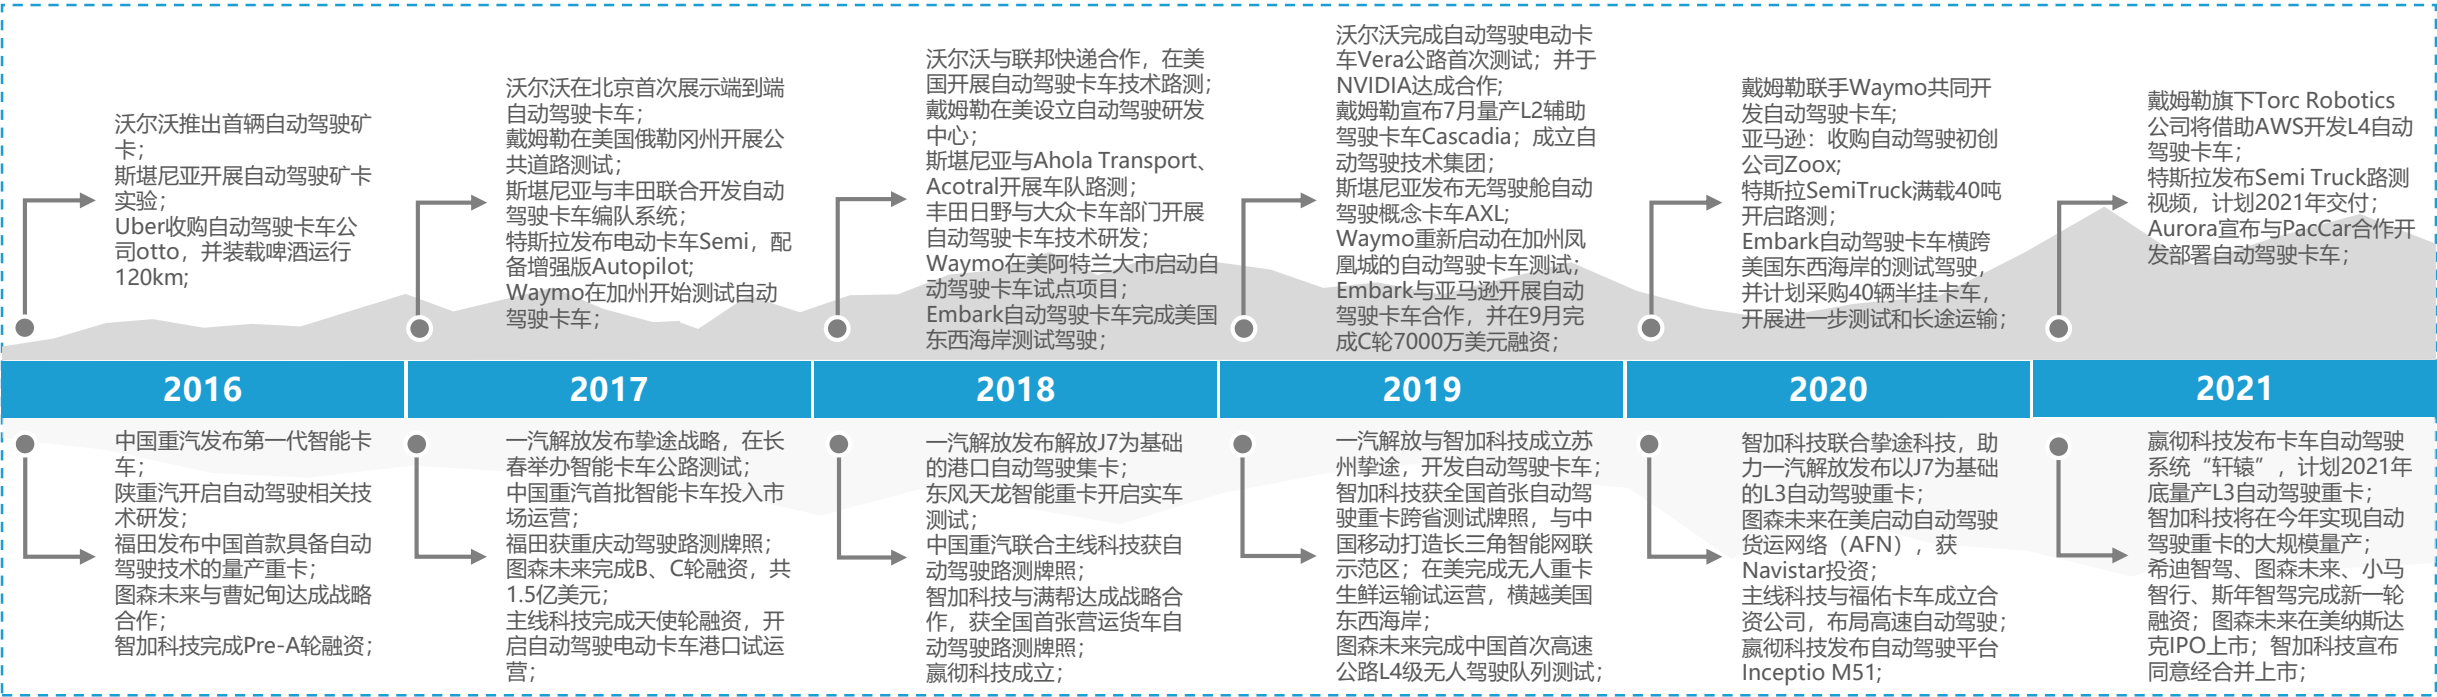 沃尔沃推出首辆自动驾驶矿
卡；
斯堪尼亚开展自动驾驶矿卡
实验；
Uber收购自动驾驶卡车公
司otto，并装载啤酒运行
120km;
沃尔沃在北京首次展示端到端
自动驾驶卡车；
戴姆勒在美国俄勒冈州开展公
共道路测试；
斯堪尼亚与丰田联合开发自动
驾驶卡车编队系统；
特斯拉发布电动卡车Semi，配
备增强版Autopilot;
Waymo在加州开始测试自动
驾驶卡车；
沃尔沃与联邦快递合作，在美
国开展自动驾驶卡车技术路测；
戴姆勒在美设立自动驾驶研发
中心；
斯堪尼亚与Ahola Transport、
Acotral开展车队路测；
丰田日野与大众卡车部门开展
自动驾驶卡车技术研发；
Waymo在美阿特兰大市启动自
动驾驶卡车试点项目；
Embark自动驾驶卡车完成美国
东西海岸测试驾驶；
沃尔沃完成自动驾驶电动卡
车Vera公路首次测试；并于
NVIDIA达成合作；
戴姆勒宣布7月量产L2辅助
驾驶卡车Cascadia；成立自
动驾驶技术集团；
斯堪尼亚发布无驾驶舱自动
驾驶概念卡车AXL;
Waymo重新启动在加州凤
凰城的自动驾驶卡车测试；
Embark与亚马逊开展自动
驾驶卡车合作，并在9月完
成C轮7000万美元融资；
戴姆勒联手Waymo共同开
发自动驾驶卡车；
亚马逊：收购自动驾驶初创
公司Zoox;
特斯拉SemiTruck满载40吨
开启路测；
Embark自动驾驶卡车横跨
美国东西海岸的测试驾驶，
并计划采购40辆半挂卡车，
开展进一步测试和长途运输；
戴姆勒旗下Torc Robotics
公司将借助AWS开发L4自动
驾驶卡车；
特斯拉发布Semi Truck路测
视频，计划2021年交付；
Aurora宣布与PacCar合作开
发部署自动驾驶卡车；
2016
2017
2018
2019
2020
2021
中国重汽发布第一代智能卡
车；
陕重汽开启自动驾驶相关技
术研发；
福田发布中国首款具备自动
驾驶技术的量产重卡；
图森未来与曹妃甸达成战略
合作；
智加科技完成Pre-A轮融资；
一汽解放发布挚途战略，在长
春举办智能卡车公路测试；
中国重汽首批智能卡车投入市
场运营；
福田获重庆动驾驶路测牌照；
图森未来完成B、C轮融资，共
1.5亿美元；
主线科技完成天使轮融资，开
启自动驾驶电动卡车港口试运
营；
一汽解放发布解放J7为基础
的港口自动驾驶集卡；
东风天龙智能重卡开启实车
测试；
中国重汽联合主线科技获自
动驾驶路测牌照；
智加科技与满帮达成战略合
作，获全国首张营运货车自
动驾驶路测牌照；
嬴彻科技成立；
一汽解放与智加科技成立苏
州挚途，开发自动驾驶卡车；
智加科技获全国首张自动驾
驶重卡跨省测试牌照，与中
国移动打造长三角智能网联
示范区；在美完成无人重卡
生鲜运输试运营，横越美国
东西海岸；
图森未来完成中国首次高速
公路L4级无人驾驶队列测试；
智加科技联合挚途科技，助
力一汽解放发布以J7为基础
的L3自动驾驶重卡；
图森未来在美启动自动驾驶
货运网络（AFN），获
Navistar投资；
主线科技与福佑卡车成立合
资公司，布局高速自动驾驶；
嬴彻科技发布自动驾驶平台
Inceptio M51;
嬴彻科技发布卡车自动驾驶
系统“轩辕”，计划2021年
底量产L3自动驾驶重卡；
智加科技将在今年实现自动
驾驶重卡的大规模量产；
希迪智驾、图森未来、小马
智行、斯年智驾完成新一轮
融资；图森未来在美纳斯达
克IPO上市；智加科技宣布
同意经合并上市；